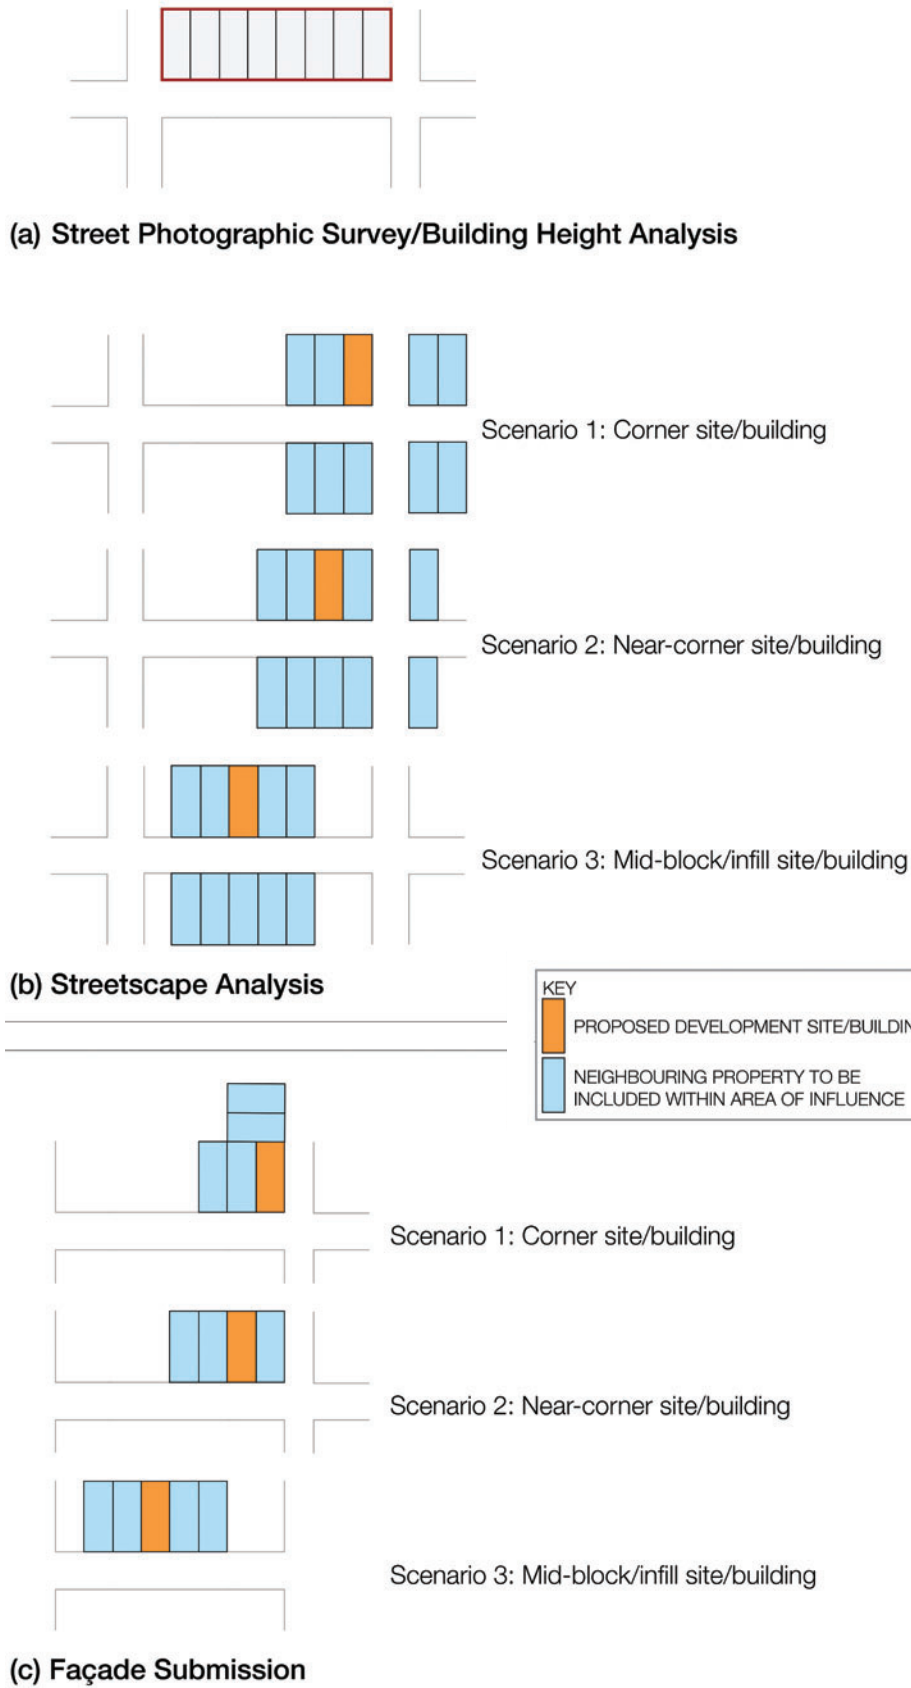 (a) Street Photographic Survey/Building Height Analysis
Scenario 1: Corner site/building
Scenario 2: Near-corner site/building
Scenario 3: Mid-block/infill site/building
(b) Streetscape Analysis
KEY
PROPOSED DEVELOPMENT SITE/BUILDIN
NEIGHBOURING PROPERTY TO BE
INCLUDED WITHIN AREA OF INFLUENCE
Scenario 1: Corner site/building
Scenario 2: Near-corner site/building
Scenario 3: Mid-block/infill site/building
(c) Façade Submission